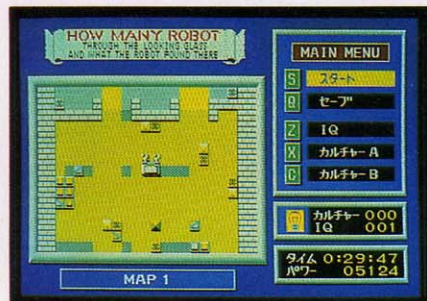 HOW MANY ROBOT
THROUGH THE LOOKING GLASS
AND WHAT THE ROBOT FOUND THERE
MAIN MENU
S スタート
Q セーブ
Z IQ
X カルチャーA
C カルチャーB
カルチャー 000
IQ 001
タイム 0:29:47
パワー 05124
MAP 1